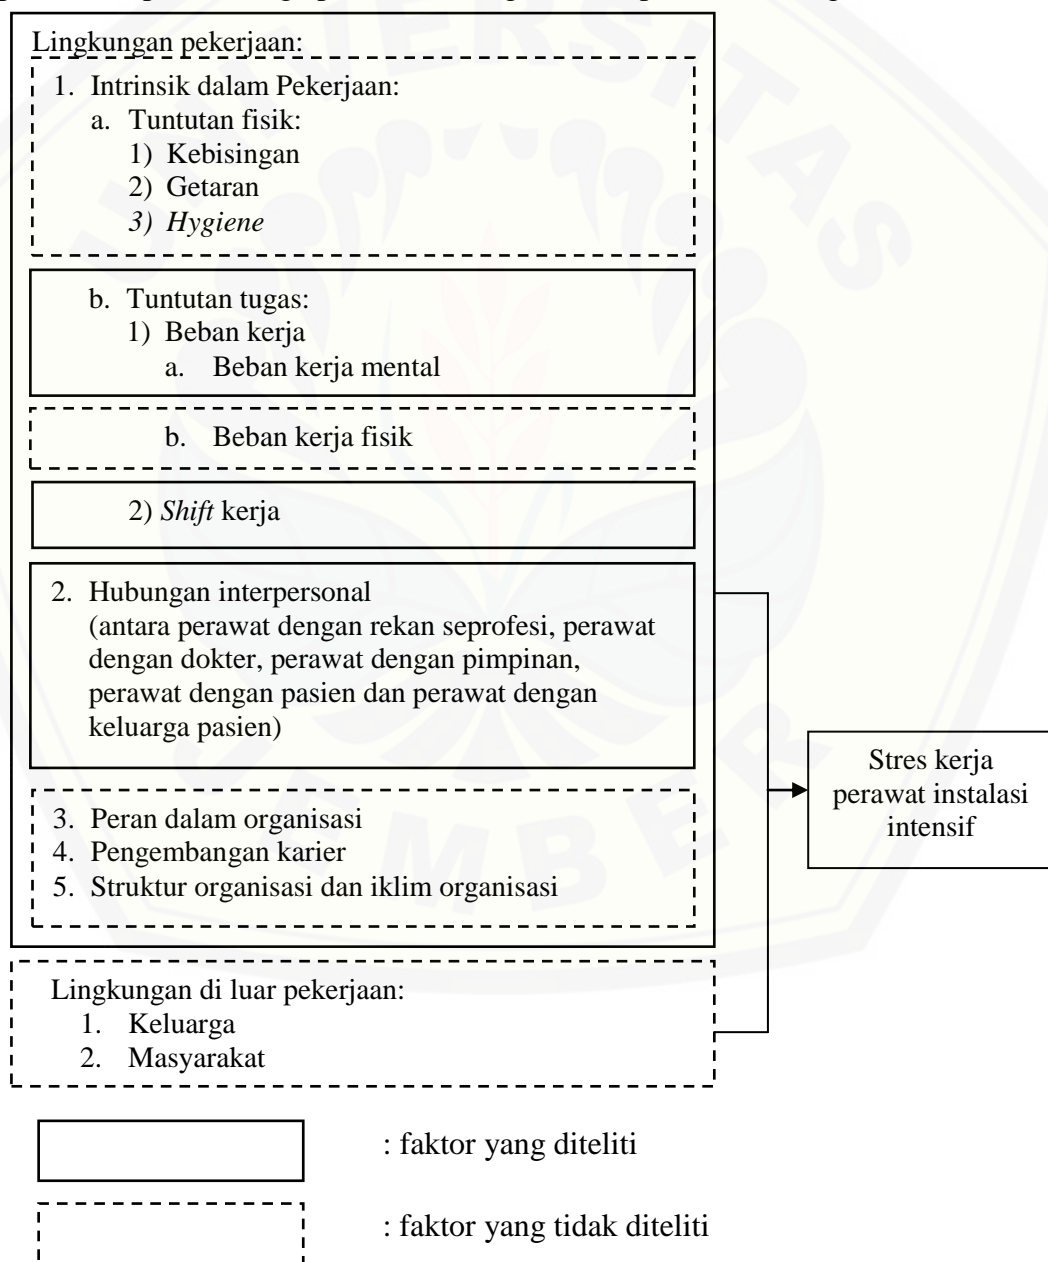 Lingkungan pekerjaan:
1. Intrinsik dalam Pekerjaan:
a. Tuntutan fisik:
1) Kebisingan
2) Getaran
3) Hygiene
b. Tuntutan tugas:
1) Beban kerja
a. Beban kerja mental
b. Beban kerja fisik
2) Shift kerja
2. Hubungan interpersonal
(antara perawat dengan rekan seprofesi, perawat
dengan dokter, perawat dengan pimpinan,
perawat dengan pasien dan perawat dengan
keluarga pasien)
3. Peran dalam organisasi
4. Pengembangan karier
5. Struktur organisasi dan iklim organisasi
Stres kerja
perawat instalasi
intensif
Lingkungan di luar pekerjaan:
1. Keluarga
2. Masyarakat
: faktor yang diteliti
: faktor yang tidak diteliti
UNIVERSITAS
JEMBER